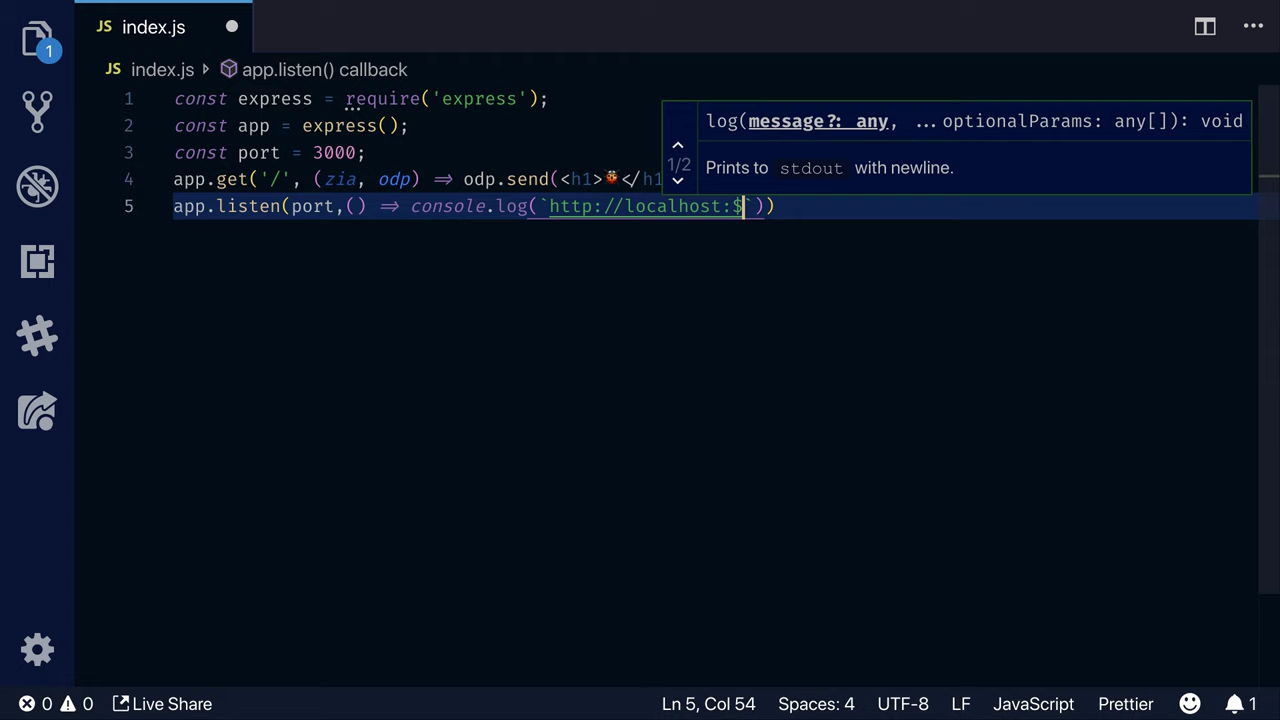 JS index.js
1
JS index.js app.listen() callback
1 const express = require('express');
2 const app = express();
3 const port = 3000;
4 app.get('/', (zia, odp) => odp.send(<h1>🐞</h1
5 app.listen(port,() => console.log(`http://localhost:$`))
log(message?: any, ...optionalParams: any[]): void
1/2
Prints to stdout with newline.
0 0 Live Share Ln 5, Col 54 Spaces: 4 UTF-8 LF JavaScript Prettier 1